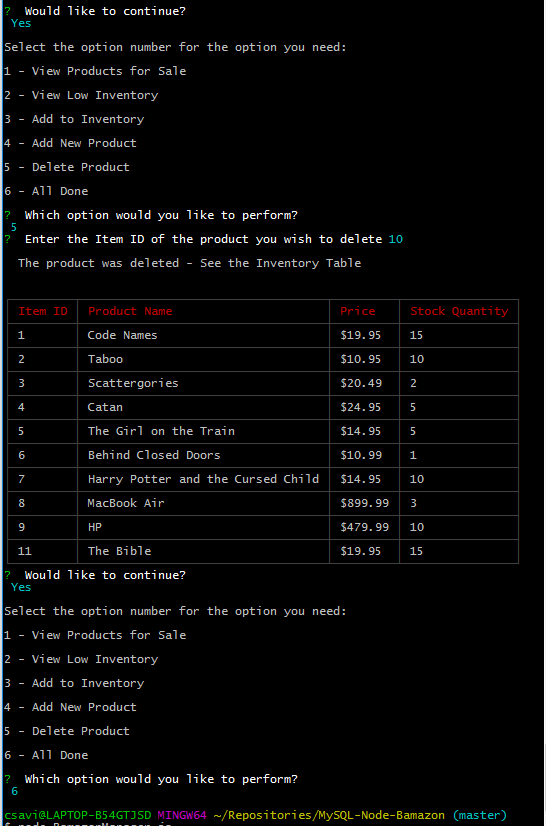 ? Would like to continue?
Yes
Select the option number for the option you need:
1 - View Products for Sale
2 - View Low Inventory
3 - Add to Inventory
4 - Add New Product
5 - Delete Product
6 - All Done
? Which option would you like to perform?
5
? Enter the Item ID of the product you wish to delete 10
The product was deleted - See the Inventory Table
Item ID Product Name Price Stock Quantity
1 Code Names $19.95 15
2 Taboo $10.95 10
3 Scattergories $20.49 2
4 Catan $24.95 5
5 The Girl on the Train $14.95 5
6 Behind Closed Doors $10.99 1
7 Harry Potter and the Cursed Child $14.95 10
8 MacBook Air $899.99 3
9 HP $479.99 10
11 The Bible $19.95 15
? Would like to continue?
Yes
Select the option number for the option you need:
1 - View Products for Sale
2 - View Low Inventory
3 - Add to Inventory
4 - Add New Product
5 - Delete Product
6 - All Done
? Which option would you like to perform?
6
csavi@LAPTOP-B54GTJSD MINGW64 ~/Repositories/MySQL-Node-Bamazon (master)